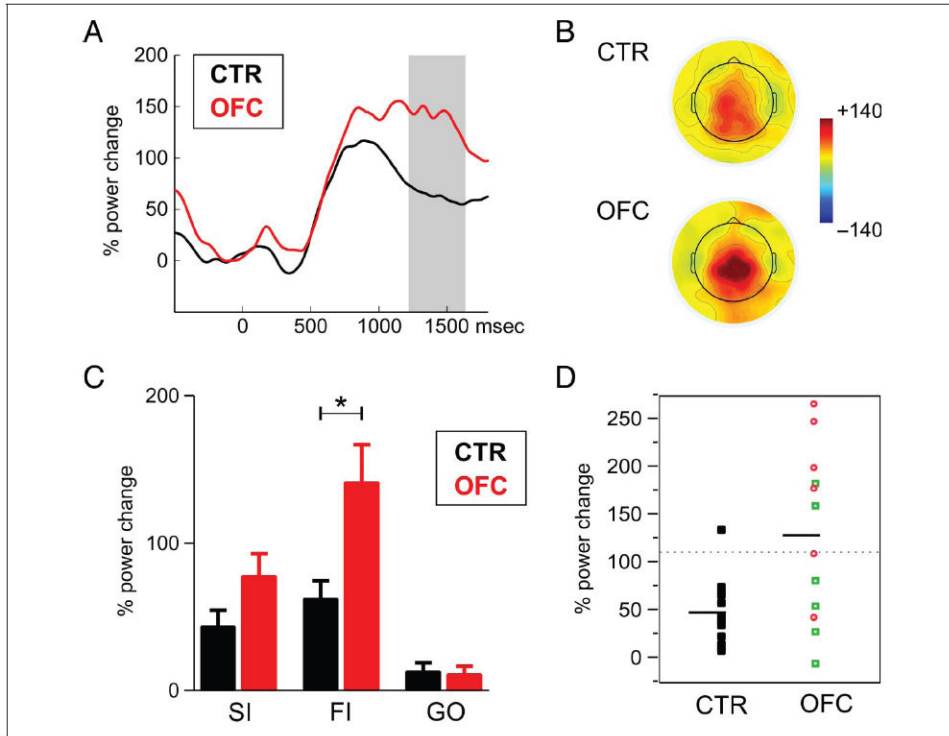 A
% power change
200
150
100
50
0
CTR
OFC
0 500 1000 1500 msec
B
CTR
OFC
+140
−140
C
% power change
200
100
0
*
CTR
OFC
SI FI GO
D
% power change
250
200
150
100
50
0
CTR OFC